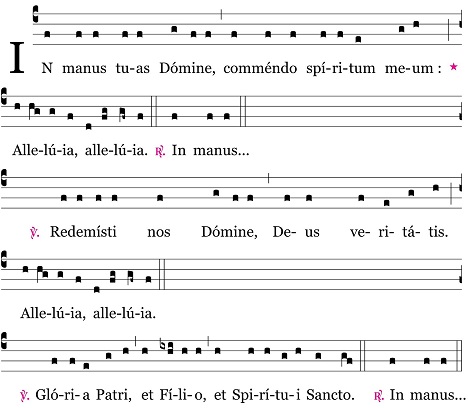 IN manus tu-as Dómine, comméndo spí-ri-tum me-um : ★
Alle-lú-ia, alle-lú-ia. ℟. In manus...
℣. Redemísti nos Dómine, De- us ve- ri- tá- tis.
Alle-lú-ia, alle-lú-ia.
℣. Gló-ri- a Patri, et Fí-li- o, et Spi-rí-tu- i Sancto. ℟. In manus...